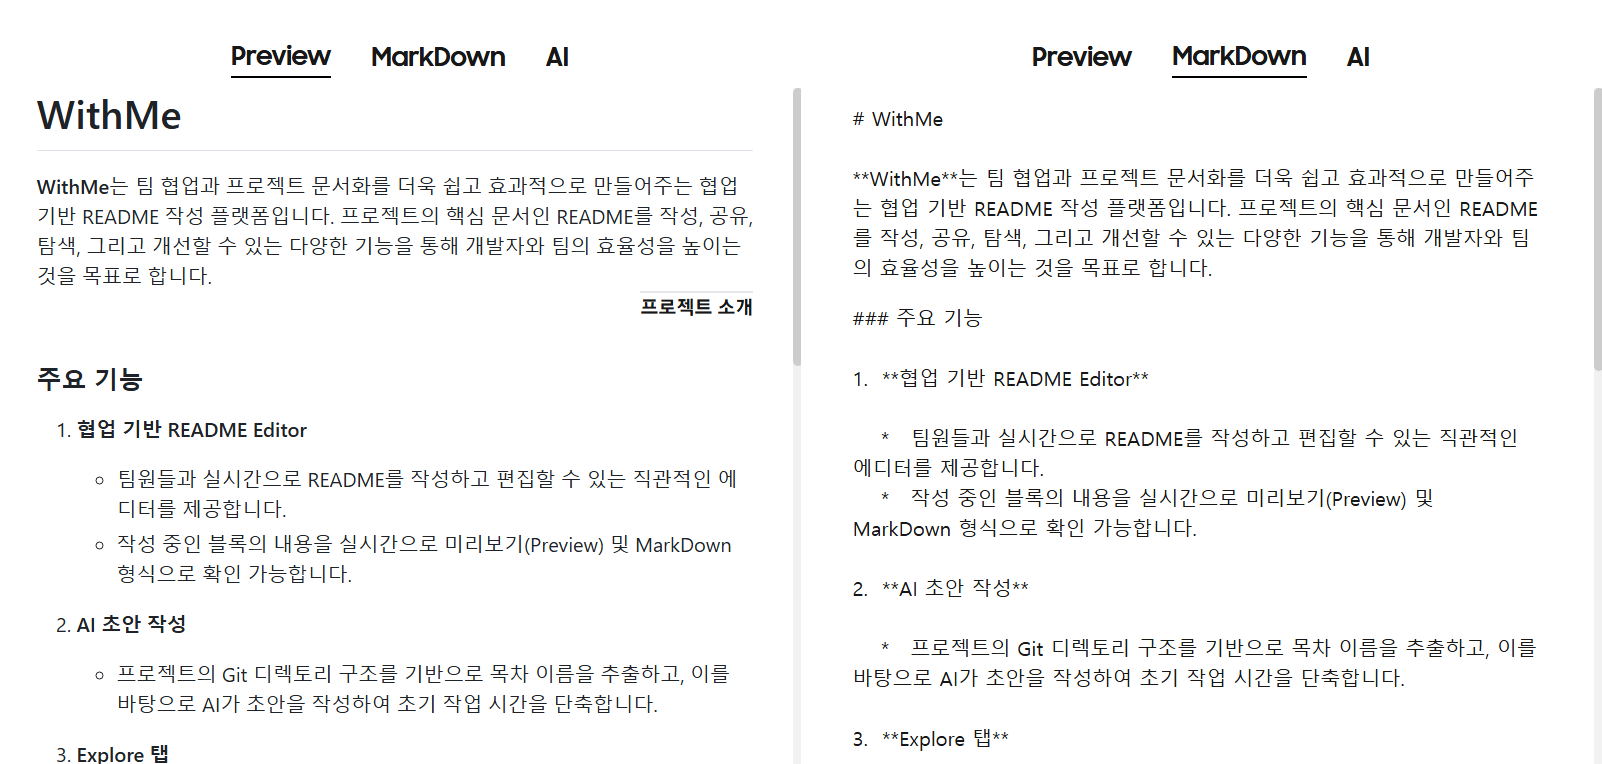 Preview MarkDown AI
WithMe
WithMe는 팀 협업과 프로젝트 문서화를 더욱 쉽고 효과적으로 만들어주는 협업
기반 README 작성 플랫폼입니다. 프로젝트의 핵심 문서인 README를 작성, 공유,
탐색, 그리고 개선할 수 있는 다양한 기능을 통해 개발자와 팀의 효율성을 높이는
것을 목표로 합니다.
프로젝트 소개
주요 기능
1. 협업 기반 README Editor
◦ 팀원들과 실시간으로 README를 작성하고 편집할 수 있는 직관적인 에
디터를 제공합니다.
◦ 작성 중인 블록의 내용을 실시간으로 미리보기(Preview) 및 MarkDown
형식으로 확인 가능합니다.
2. AI 초안 작성
◦ 프로젝트의 Git 디렉토리 구조를 기반으로 목차 이름을 추출하고, 이를
바탕으로 AI가 초안을 작성하여 초기 작업 시간을 단축합니다.
3. Explore 탭
Preview MarkDown AI
# WithMe
**WithMe**는 팀 협업과 프로젝트 문서화를 더욱 쉽고 효과적으로 만들어주
는 협업 기반 README 작성 플랫폼입니다. 프로젝트의 핵심 문서인 README
를 작성, 공유, 탐색, 그리고 개선할 수 있는 다양한 기능을 통해 개발자와 팀
의 효율성을 높이는 것을 목표로 합니다.
### 주요 기능
1. **협업 기반 README Editor**
* 팀원들과 실시간으로 README를 작성하고 편집할 수 있는 직관적인
에디터를 제공합니다.
* 작성 중인 블록의 내용을 실시간으로 미리보기(Preview) 및
MarkDown 형식으로 확인 가능합니다.
2. **AI 초안 작성**
* 프로젝트의 Git 디렉토리 구조를 기반으로 목차 이름을 추출하고, 이를
바탕으로 AI가 초안을 작성하여 초기 작업 시간을 단축합니다.
3. **Explore 탭**